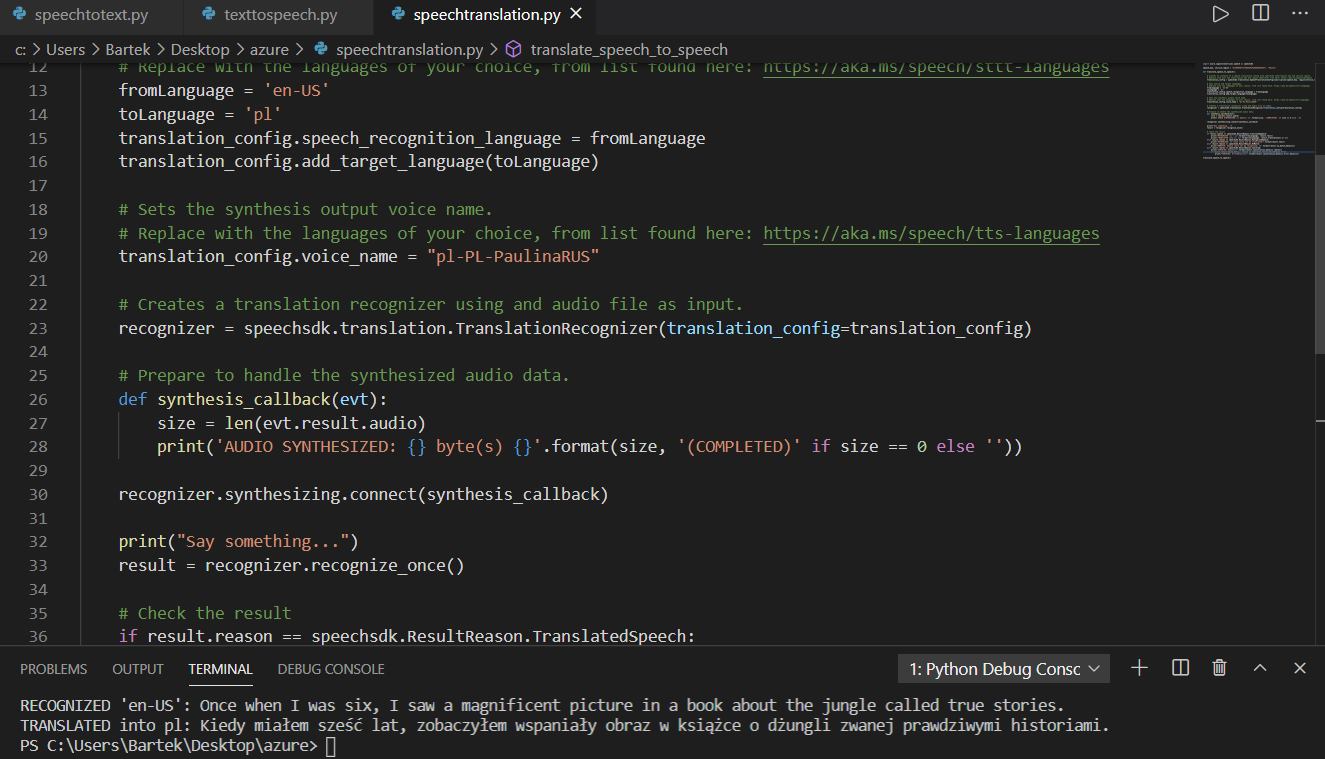 speechtotext.py texttospeech.py speechtranslation.py
c: > Users > Bartek > Desktop > azure > speechtranslation.py > translate_speech_to_speech
12 # Replace with the languages of your choice, from list found here: https://aka.ms/speech/sttt-languages
13 fromLanguage = 'en-US'
14 toLanguage = 'pl'
15 translation_config.speech_recognition_language = fromLanguage
16 translation_config.add_target_language(toLanguage)
17
18 # Sets the synthesis output voice name.
19 # Replace with the languages of your choice, from list found here: https://aka.ms/speech/tts-languages
20 translation_config.voice_name = "pl-PL-PaulinaRUS"
21
22 # Creates a translation recognizer using and audio file as input.
23 recognizer = speechsdk.translation.TranslationRecognizer(translation_config=translation_config)
24
25 # Prepare to handle the synthesized audio data.
26 def synthesis_callback(evt):
27 size = len(evt.result.audio)
28 print('AUDIO SYNTHESIZED: {} byte(s) {}'.format(size, '(COMPLETED)' if size == 0 else ''))
29
30 recognizer.synthesizing.connect(synthesis_callback)
31
32 print("Say something...")
33 result = recognizer.recognize_once()
34
35 # Check the result
36 if result.reason == speechsdk.ResultReason.TranslatedSpeech:
PROBLEMS OUTPUT TERMINAL DEBUG CONSOLE 1: Python Debug Consc
RECOGNIZED 'en-US': Once when I was six, I saw a magnificent picture in a book about the jungle called true stories.
TRANSLATED into pl: Kiedy miałem sześć lat, zobaczyłem wspaniały obraz w książce o dżungli zwanej prawdziwymi historiami.
PS C:\Users\Bartek\Desktop\azure>